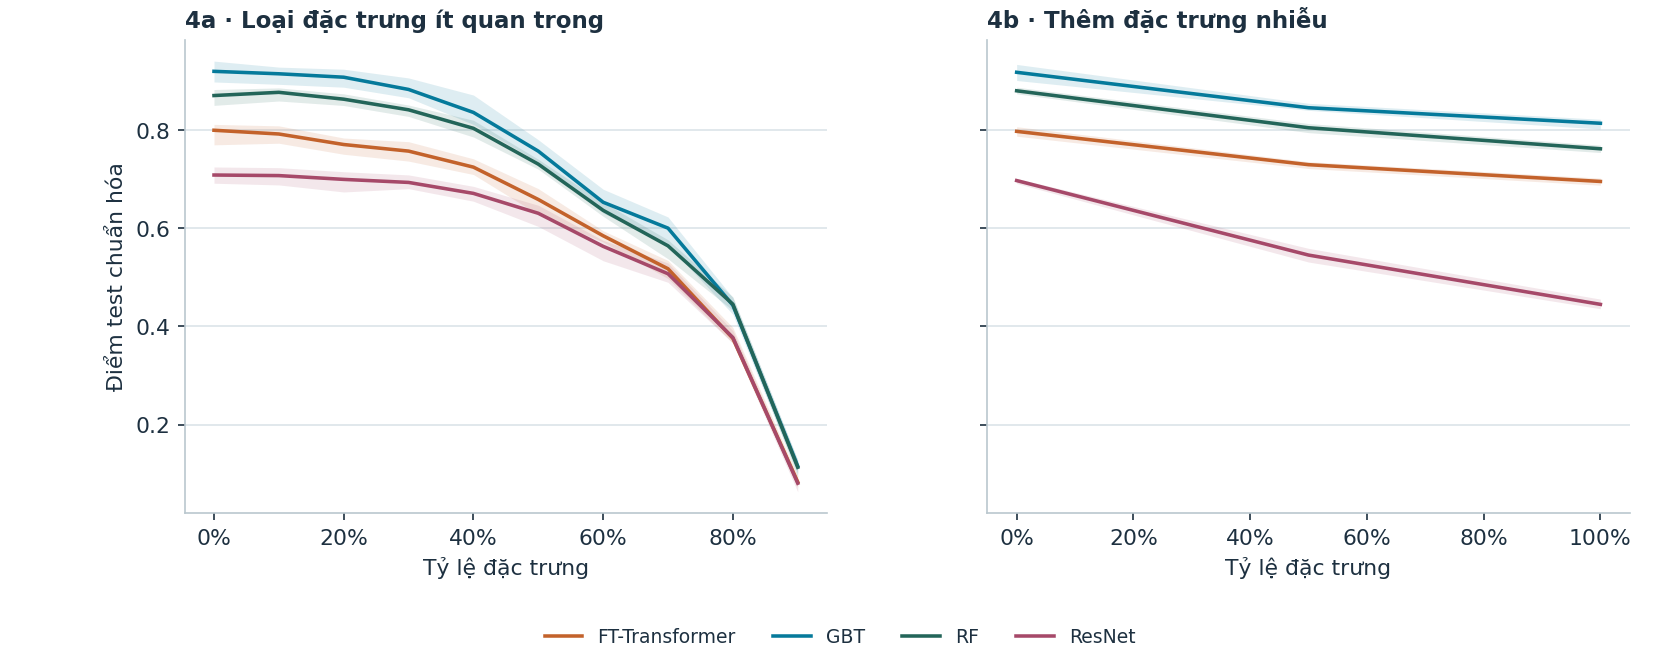 4a · Loại đặc trưng ít quan trọng
4b · Thêm đặc trưng nhiễu
Điểm test chuẩn hóa
0.8
0.6
0.4
0.2
0% 20% 40% 60% 80%
0% 20% 40% 60% 80% 100%
Tỷ lệ đặc trưng
Tỷ lệ đặc trưng
FT-Transformer GBT RF ResNet